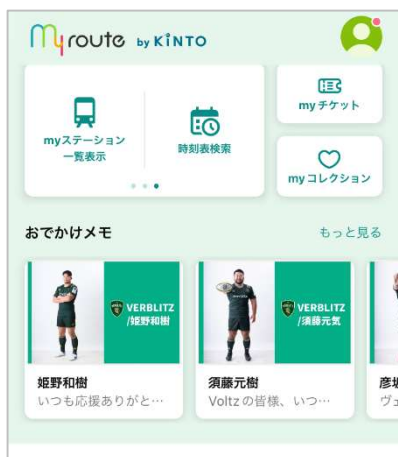 my route by KINTO
myステーション
一覧表示
時刻表検索
myチケット
myコレクション
おでかけメモ
もっと見る
VERBLITZ
/姫野和樹
VERBLITZ
/須藤元気
姫野和樹
いつも応援ありがと…
須藤元樹
Voltzの皆様、いつ…
彦坂
ヴェ